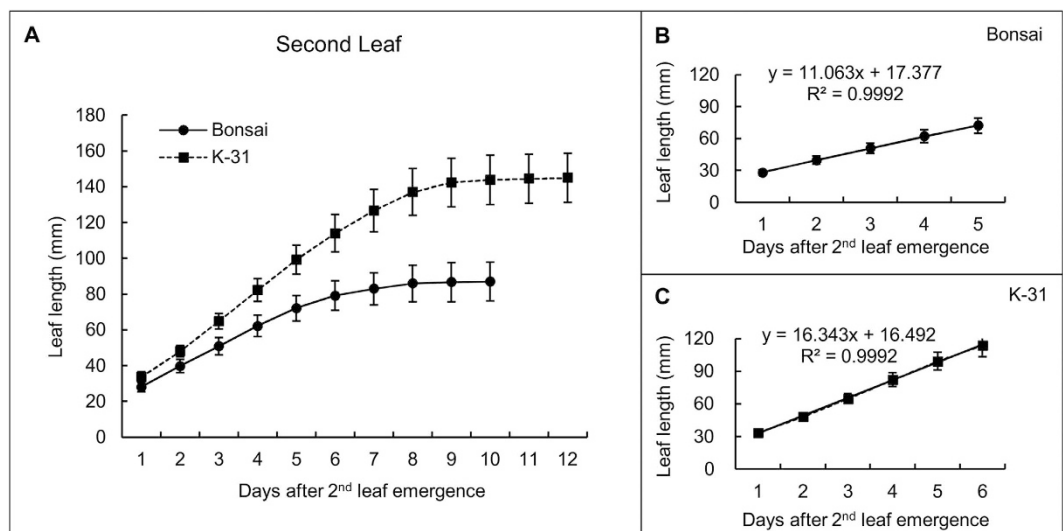 A
Second Leaf
Bonsai
K-31
Leaf length (mm)
180
160
140
120
100
80
60
40
20
0
1 2 3 4 5 6 7 8 9 10 11 12
Days after 2nd leaf emergence
B
Bonsai
y = 11.063x + 17.377
R² = 0.9992
Leaf length (mm)
120
90
60
30
0
1 2 3 4 5
Days after 2nd leaf emergence
C
K-31
y = 16.343x + 16.492
R² = 0.9992
Leaf length (mm)
120
90
60
30
0
1 2 3 4 5 6
Days after 2nd leaf emergence